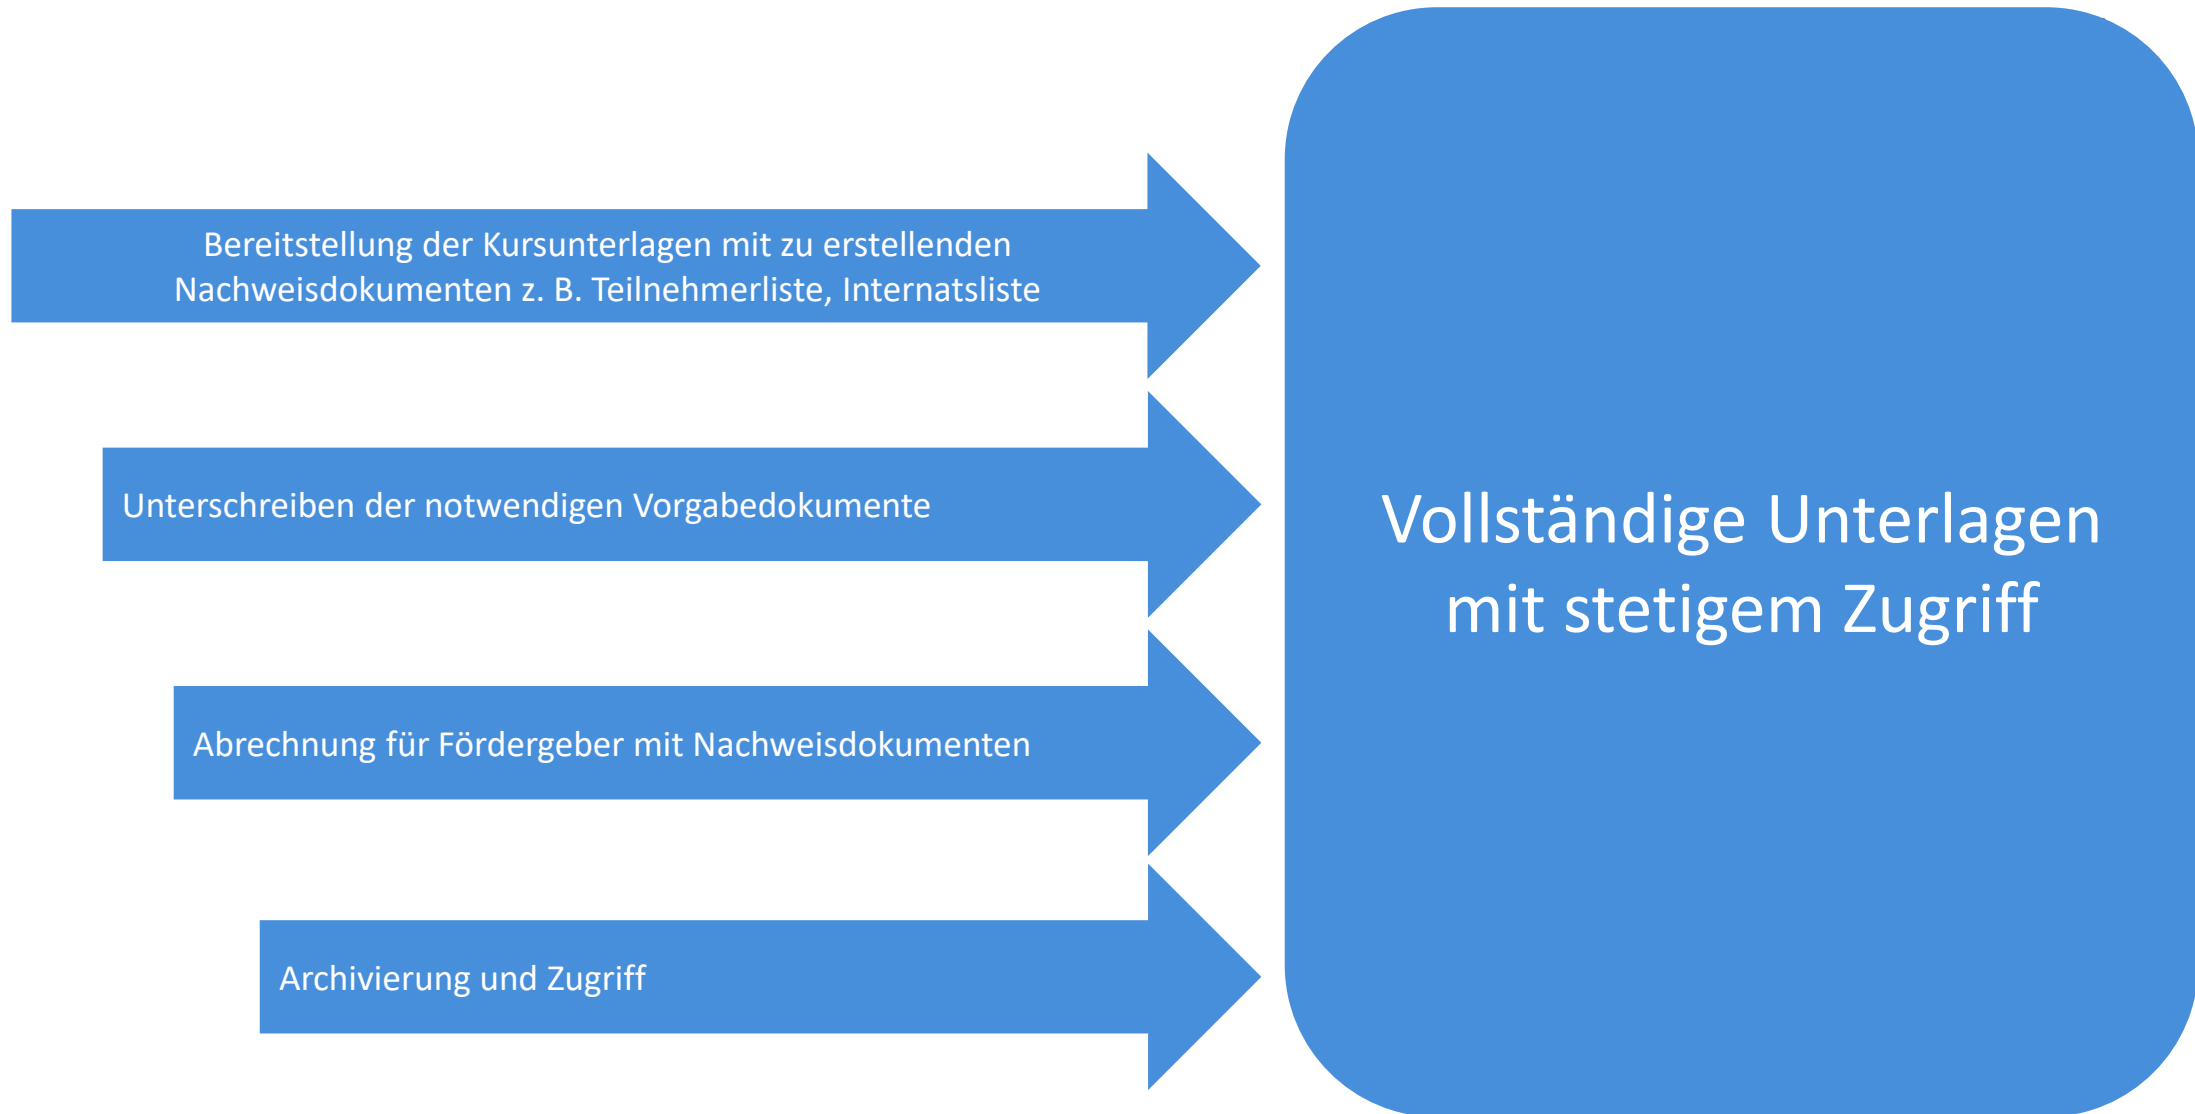 Bereitstellung der Kursunterlagen mit zu erstellenden
Nachweisdokumenten z. B. Teilnehmerliste, Internatsliste
Unterschreiben der notwendigen Vorgabedokumente
Abrechnung für Fördergeber mit Nachweisdokumenten
Archivierung und Zugriff
Vollständige Unterlagen
mit stetigem Zugriff